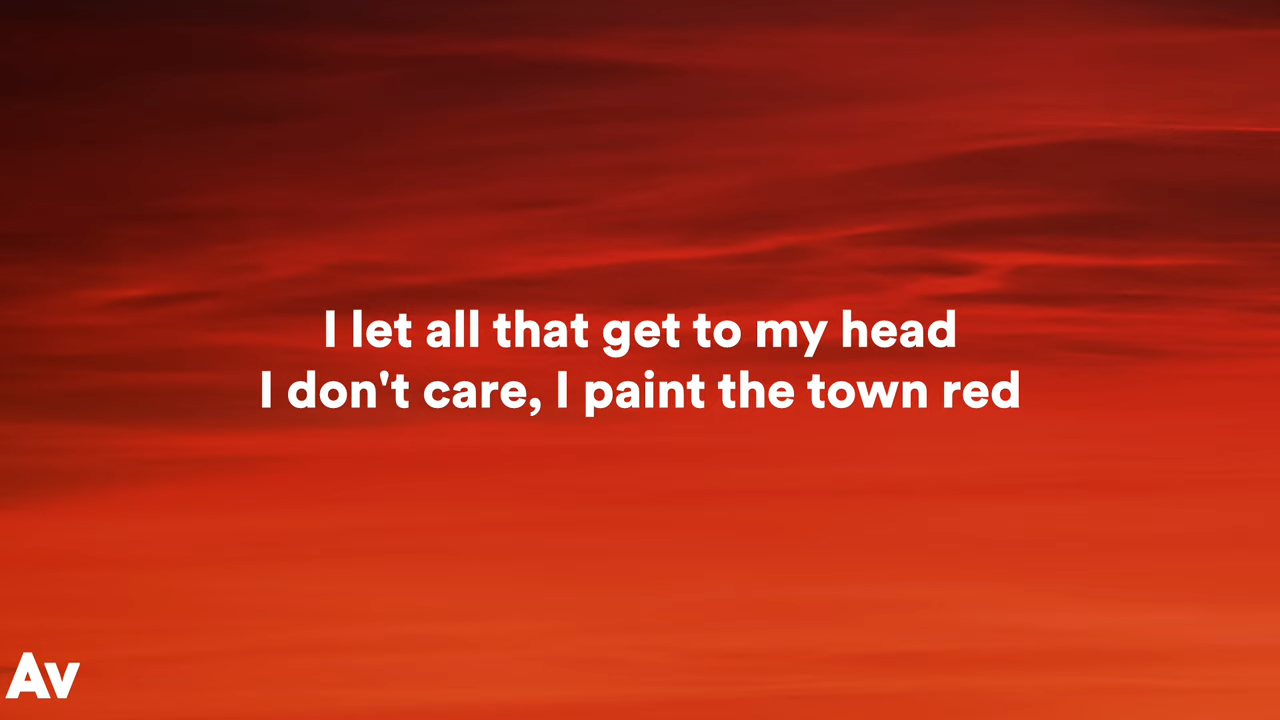 I let all that get to my head
I don't care, I paint the town red
Av